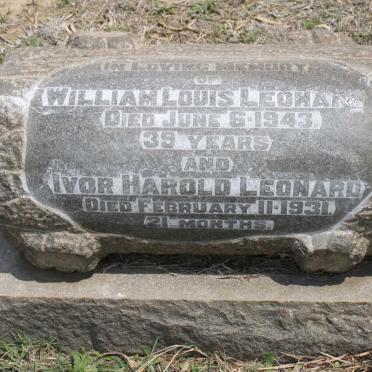 IN LOVING MEMORY
OF
WILLIAM LOUIS LEONARD
DIED JUNE 6-1943.
39 YEARS
AND
IVOR HAROLD LEONARD
DIED FEBRUARY 11-1931.
21 MONTHS.